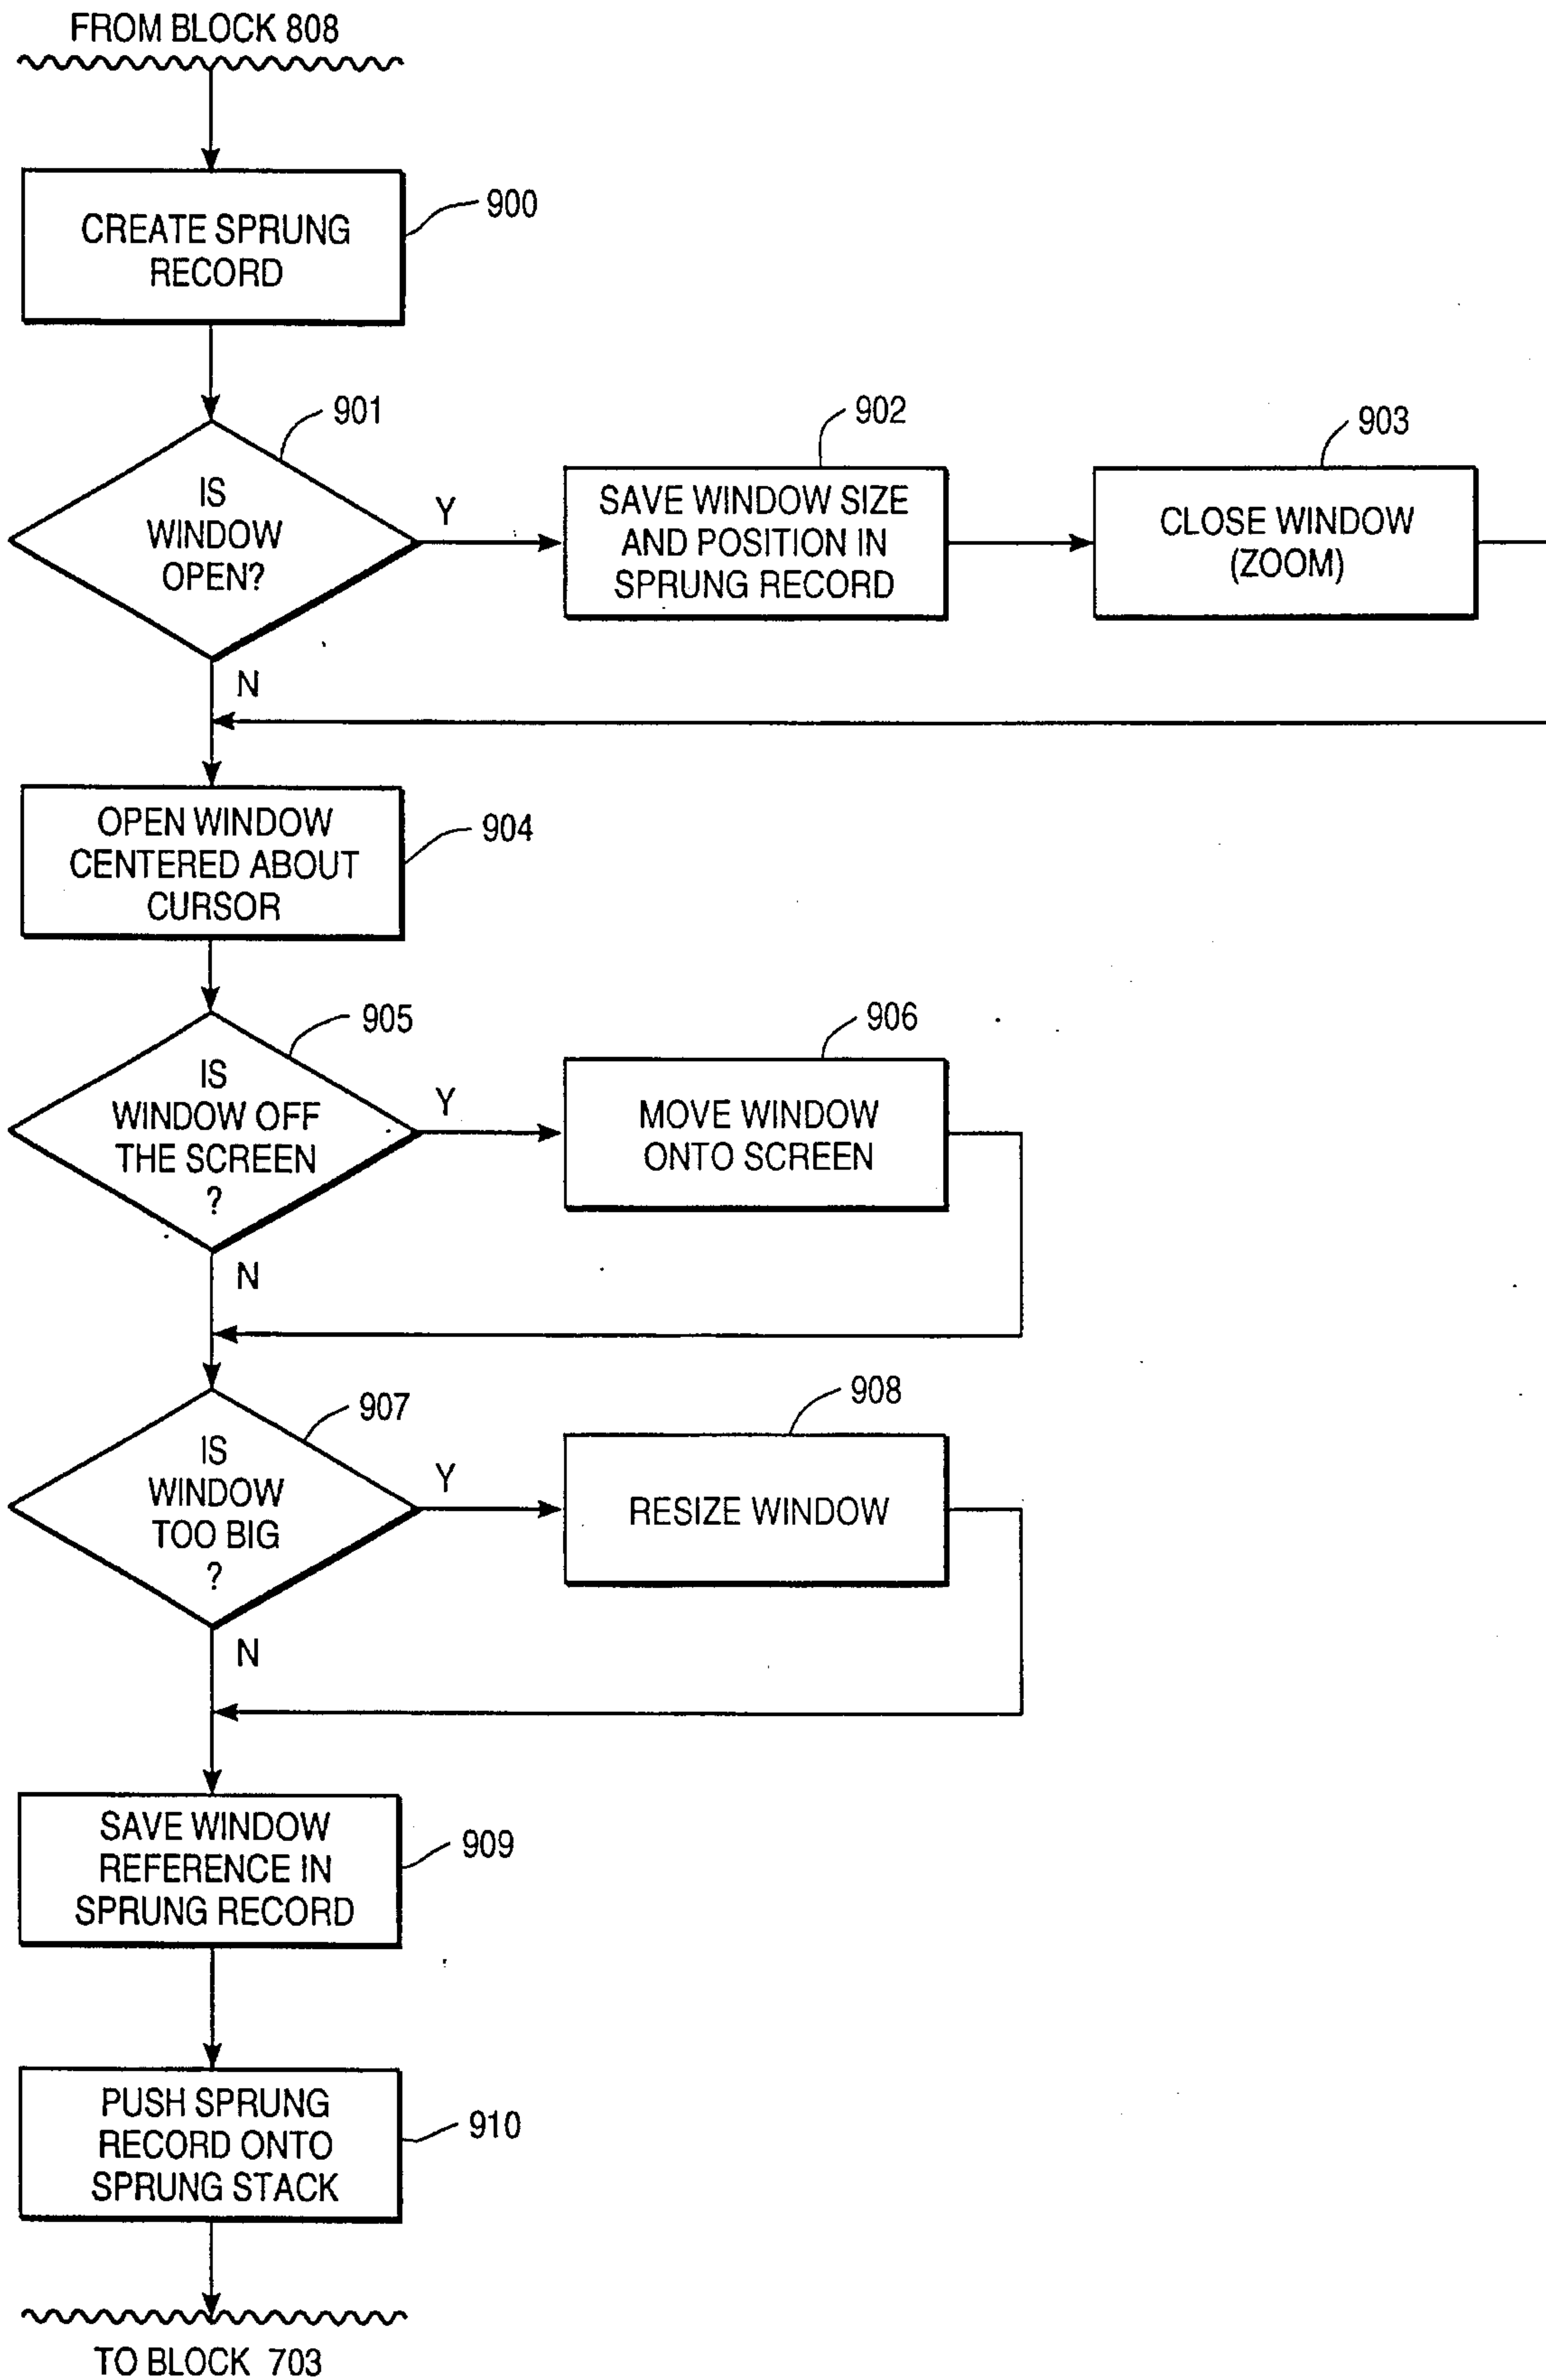 FROM BLOCK 808
CREATE SPRUNG
RECORD
900
IS
WINDOW
OPEN?
901
Y
N
SAVE WINDOW SIZE
AND POSITION IN
SPRUNG RECORD
902
CLOSE WINDOW
(ZOOM)
903
OPEN WINDOW
CENTERED ABOUT
CURSOR
904
IS
WINDOW OFF
THE SCREEN
?
905
Y
N
MOVE WINDOW
ONTO SCREEN
906
IS
WINDOW
TOO BIG
?
907
Y
N
RESIZE WINDOW
908
SAVE WINDOW
REFERENCE IN
SPRUNG RECORD
909
PUSH SPRUNG
RECORD ONTO
SPRUNG STACK
910
TO BLOCK 703